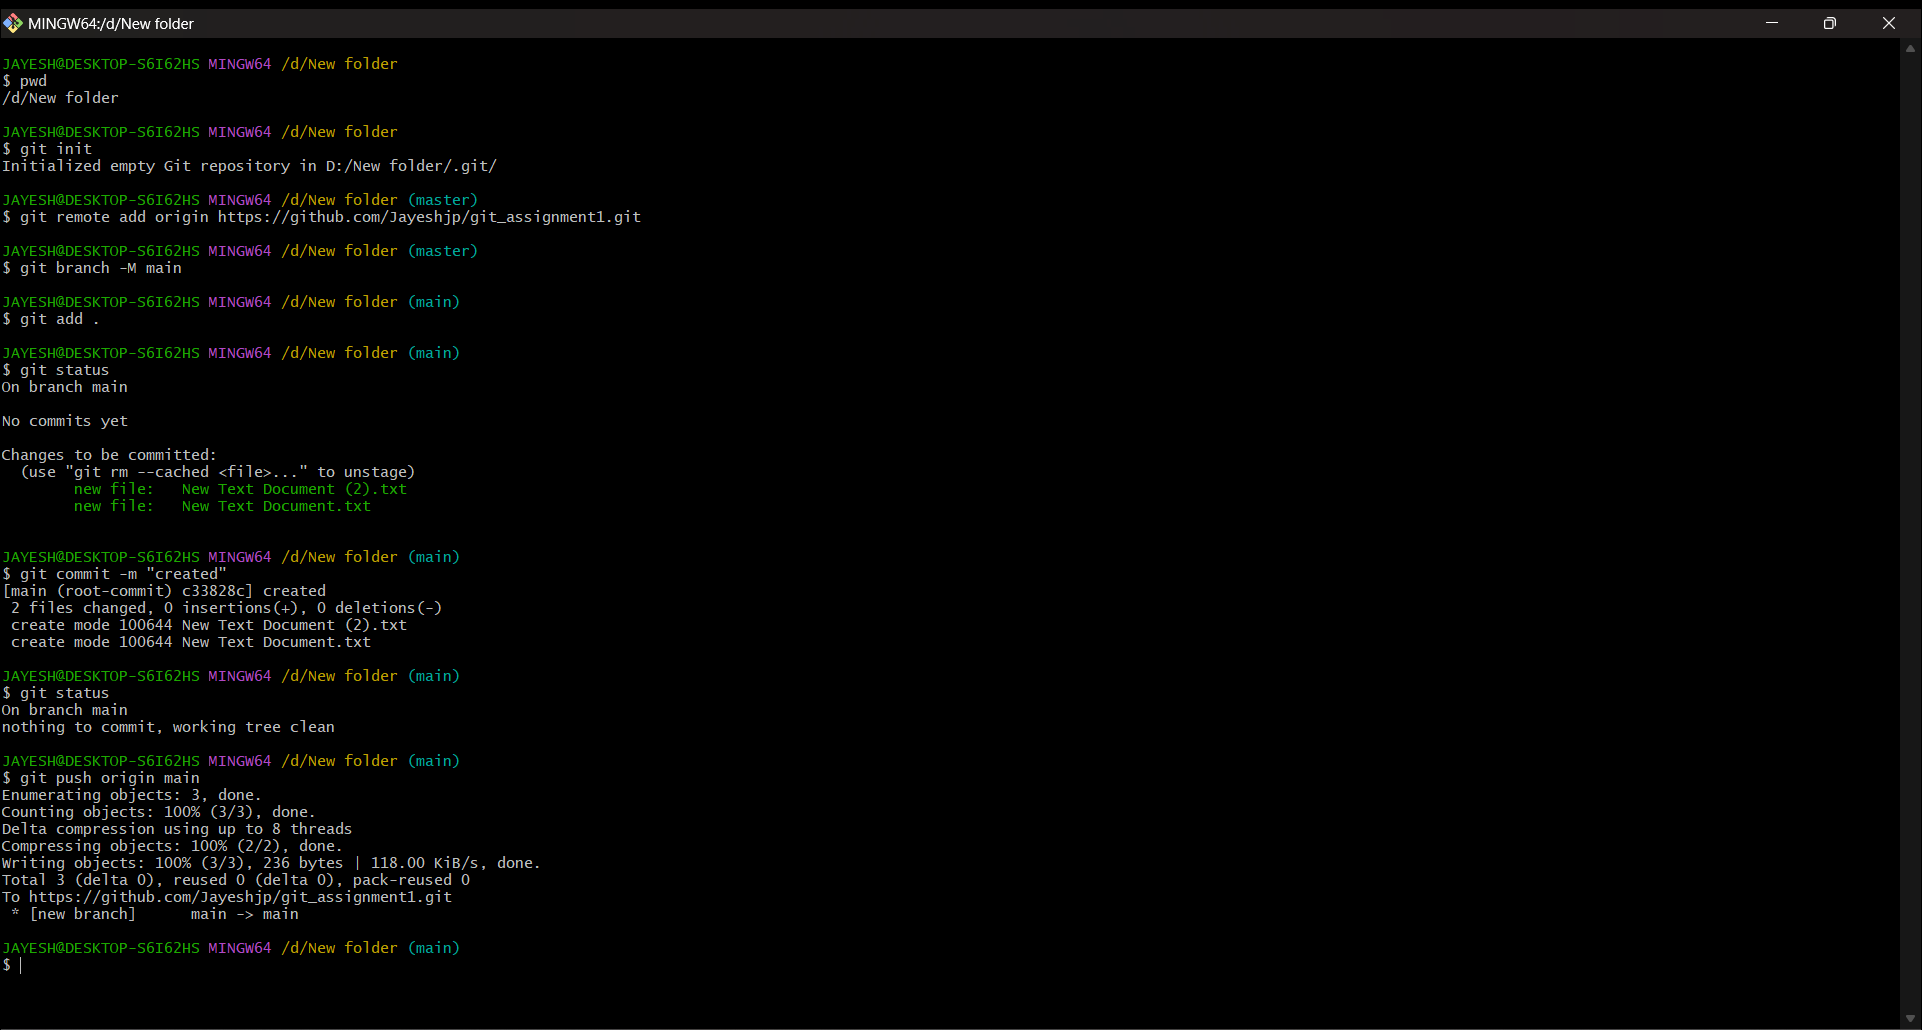 MINGW64:/d/New folder
JAYESH@DESKTOP-S6I62HS MINGW64 /d/New folder
$ pwd
/d/New folder
JAYESH@DESKTOP-S6I62HS MINGW64 /d/New folder
$ git init
Initialized empty Git repository in D:/New folder/.git/
JAYESH@DESKTOP-S6I62HS MINGW64 /d/New folder (master)
$ git remote add origin https://github.com/Jayeshjp/git_assignment1.git
JAYESH@DESKTOP-S6I62HS MINGW64 /d/New folder (master)
$ git branch -M main
JAYESH@DESKTOP-S6I62HS MINGW64 /d/New folder (main)
$ git add .
JAYESH@DESKTOP-S6I62HS MINGW64 /d/New folder (main)
$ git status
On branch main
No commits yet
Changes to be committed:
  (use "git rm --cached <file>..." to unstage)
        new file:   New Text Document (2).txt
        new file:   New Text Document.txt
JAYESH@DESKTOP-S6I62HS MINGW64 /d/New folder (main)
$ git commit -m "created"
[main (root-commit) c33828c] created
 2 files changed, 0 insertions(+), 0 deletions(-)
 create mode 100644 New Text Document (2).txt
 create mode 100644 New Text Document.txt
JAYESH@DESKTOP-S6I62HS MINGW64 /d/New folder (main)
$ git status
On branch main
nothing to commit, working tree clean
JAYESH@DESKTOP-S6I62HS MINGW64 /d/New folder (main)
$ git push origin main
Enumerating objects: 3, done.
Counting objects: 100% (3/3), done.
Delta compression using up to 8 threads
Compressing objects: 100% (2/2), done.
Writing objects: 100% (3/3), 236 bytes | 118.00 KiB/s, done.
Total 3 (delta 0), reused 0 (delta 0), pack-reused 0
To https://github.com/Jayeshjp/git_assignment1.git
 * [new branch]      main -> main
JAYESH@DESKTOP-S6I62HS MINGW64 /d/New folder (main)
$